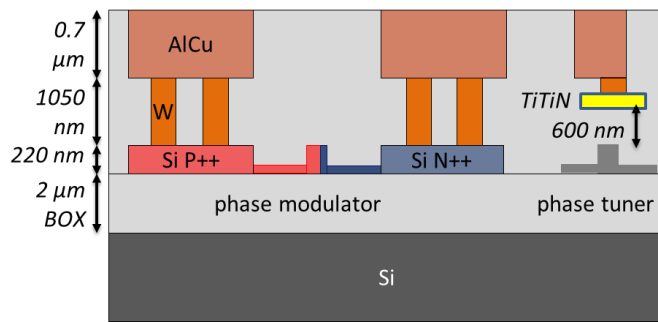 0.7
µm
AlCu
1050
nm
W
TiTiN
600 nm
220 nm
Si P++
Si N++
2 µm
BOX
phase modulator
phase tuner
Si